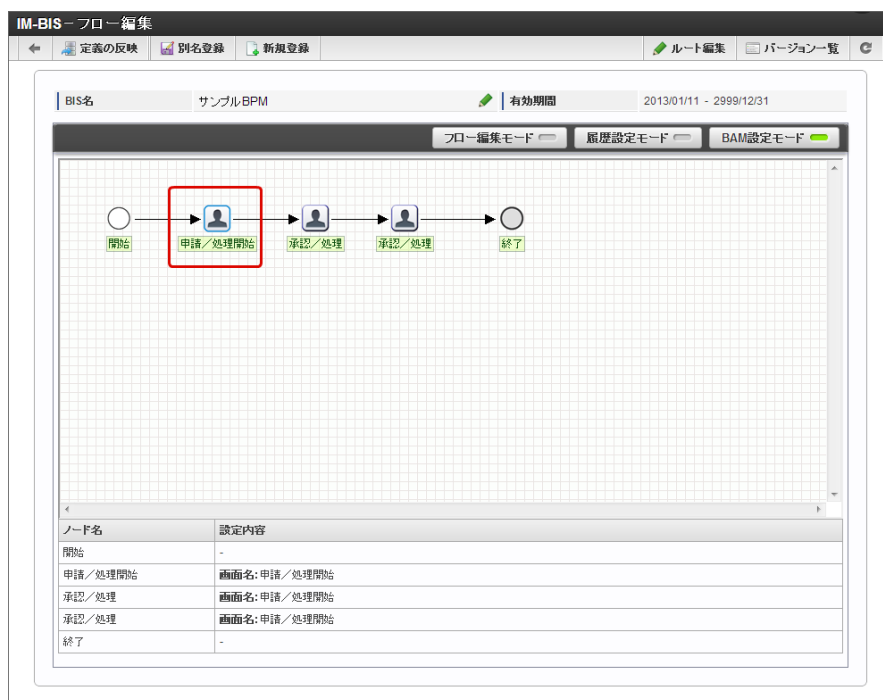 IM-BIS－フロー編集
定義の反映 別名登録 新規登録 ルート編集 バージョン一覧
BIS名 サンプルBPM 有効期間 2013/01/11 - 2999/12/31
フロー編集モード 履歴設定モード BAM設定モード
開始 申請／処理開始 承認／処理 承認／処理 終了
ノード名 設定内容
開始 -
申請／処理開始 画面名:申請／処理開始
承認／処理 画面名:申請／処理開始
承認／処理 画面名:申請／処理開始
終了 -